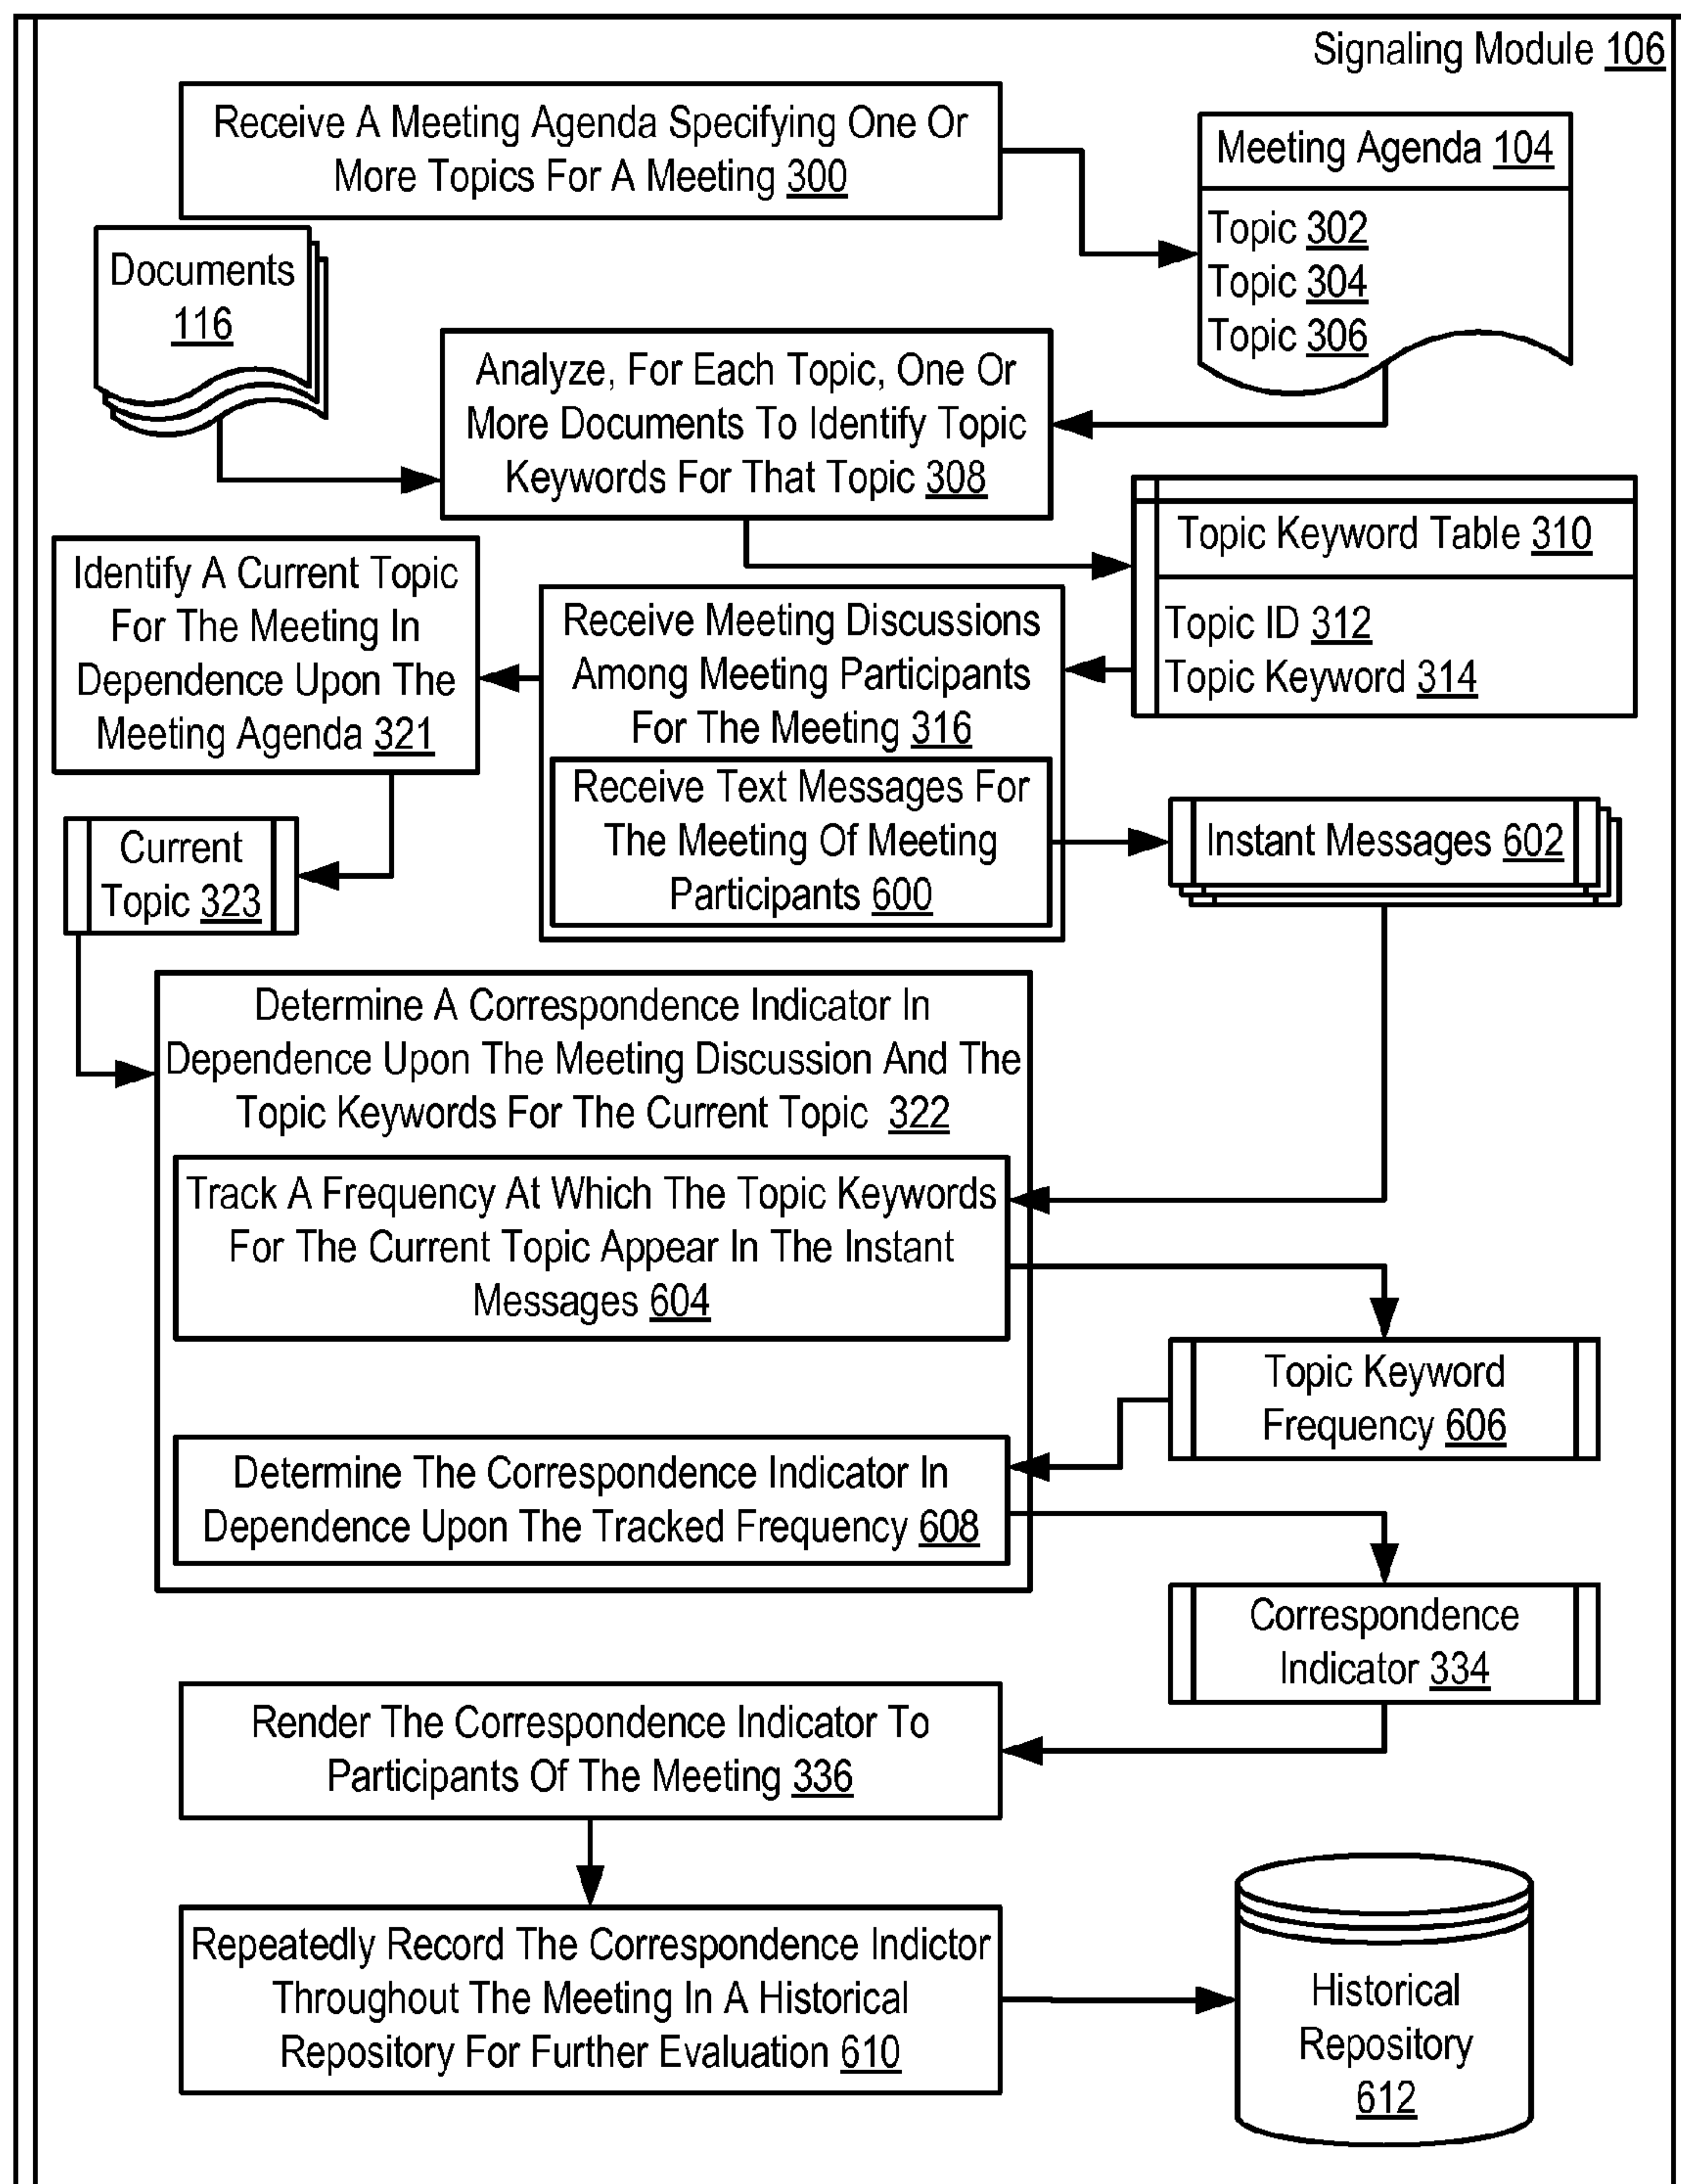 Signaling Module 106
Receive A Meeting Agenda Specifying One Or
More Topics For A Meeting 300
Meeting Agenda 104
Topic 302
Topic 304
Topic 306
Documents
116
Analyze, For Each Topic, One Or
More Documents To Identify Topic
Keywords For That Topic 308
Topic Keyword Table 310
Topic ID 312
Topic Keyword 314
Identify A Current Topic
For The Meeting In
Dependence Upon The
Meeting Agenda 321
Receive Meeting Discussions
Among Meeting Participants
For The Meeting 316
Receive Text Messages For
The Meeting Of Meeting
Participants 600
Instant Messages 602
Current
Topic 323
Determine A Correspondence Indicator In
Dependence Upon The Meeting Discussion And The
Topic Keywords For The Current Topic 322
Track A Frequency At Which The Topic Keywords
For The Current Topic Appear In The Instant
Messages 604
Topic Keyword
Frequency 606
Determine The Correspondence Indicator In
Dependence Upon The Tracked Frequency 608
Correspondence
Indicator 334
Render The Correspondence Indicator To
Participants Of The Meeting 336
Repeatedly Record The Correspondence Indictor
Throughout The Meeting In A Historical
Repository For Further Evaluation 610
Historical
Repository
612